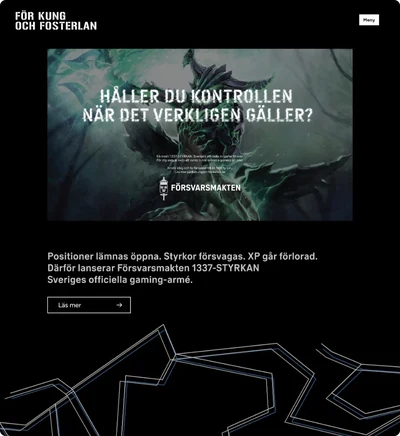 FÖR KUNG
OCH FOSTERLAN
Meny
HÅLLER DU KONTROLLEN
NÄR DET VERKLIGEN GÄLLER?
FÖRSVARSMAKTEN
Positioner lämnas öppna. Styrkor försvagas. XP går förlorad.
Därför lanserar Försvarsmakten 1337-STYRKAN
Sveriges officiella gaming-armé.
Läs mer